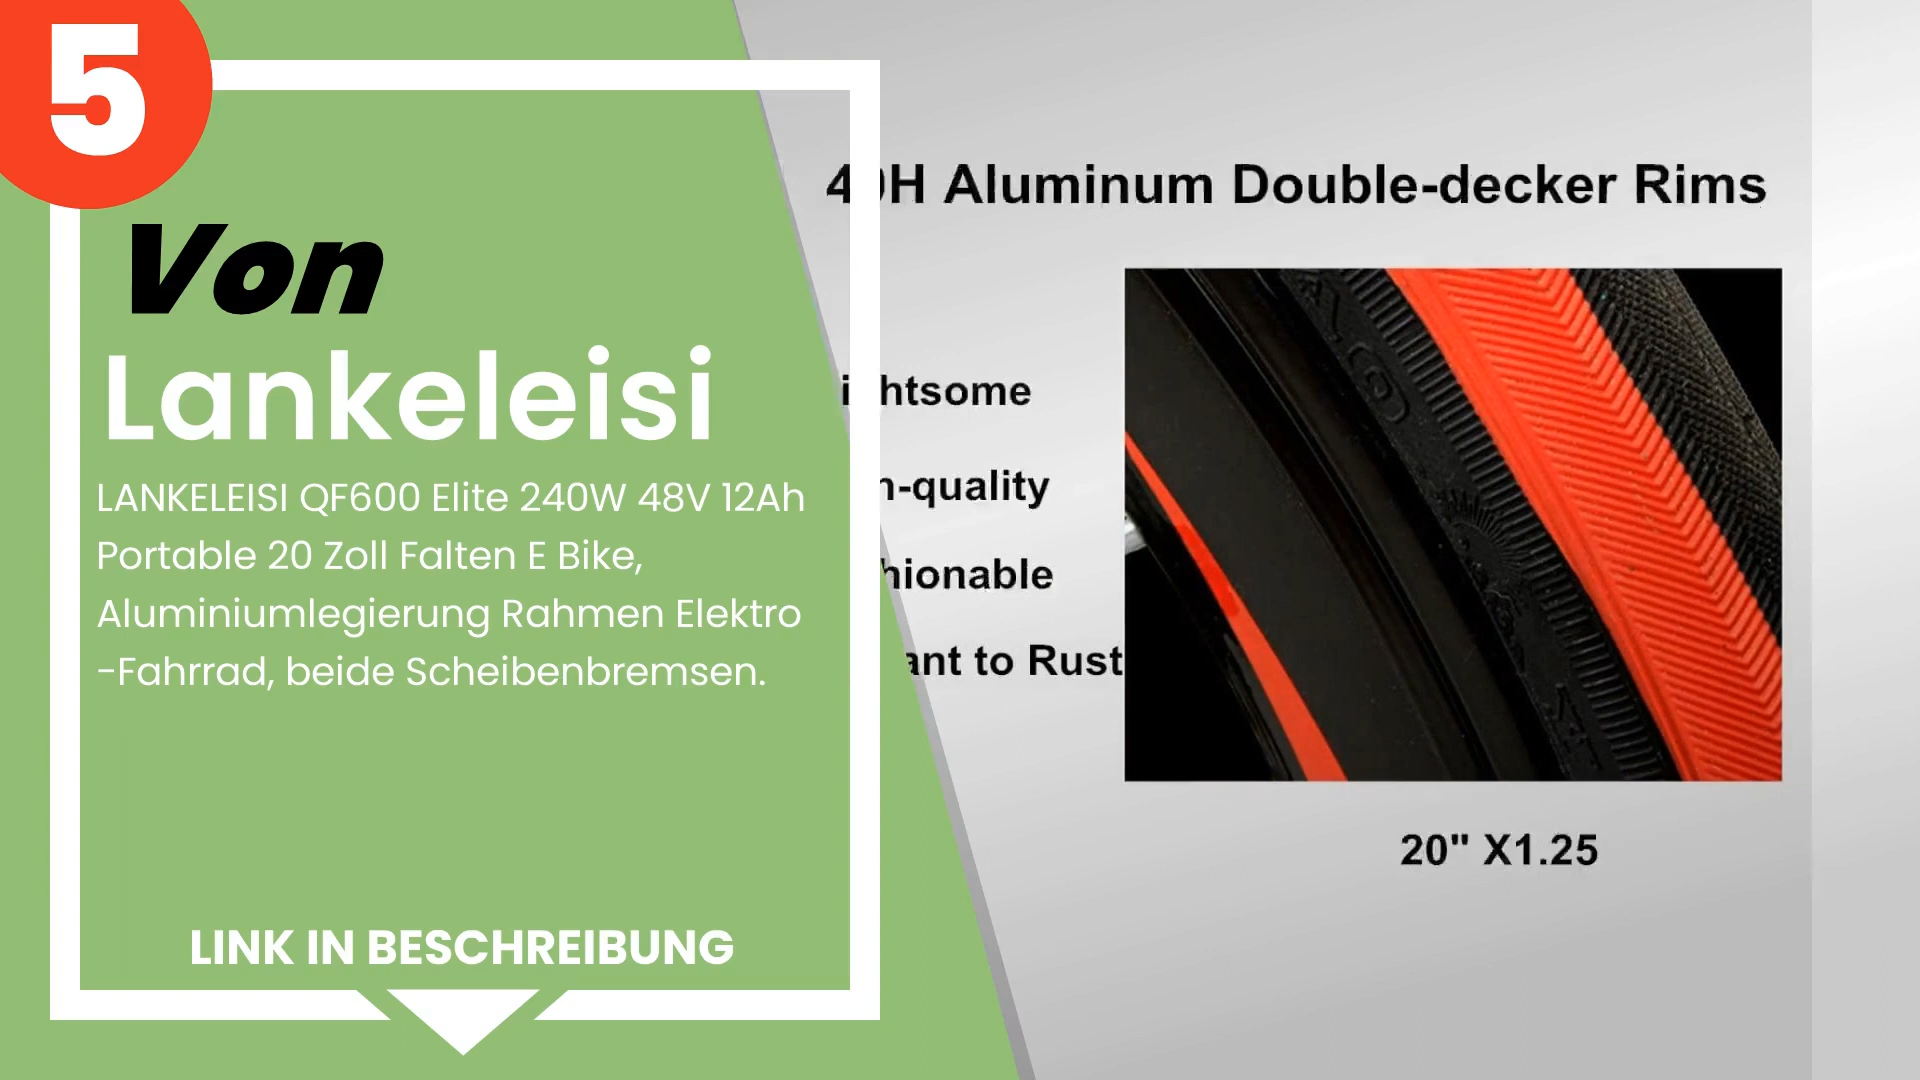 5
Von
Lankeleisi
LANKELEISI QF600 Elite 240W 48V 12Ah
Portable 20 Zoll Falten E Bike,
Aluminiumlegierung Rahmen Elektro
-Fahrrad, beide Scheibenbremsen.
LINK IN BESCHREIBUNG
Aluminum Double-decker Rims
htsome
-quality
hionable
ant to Rust
20" X1.25